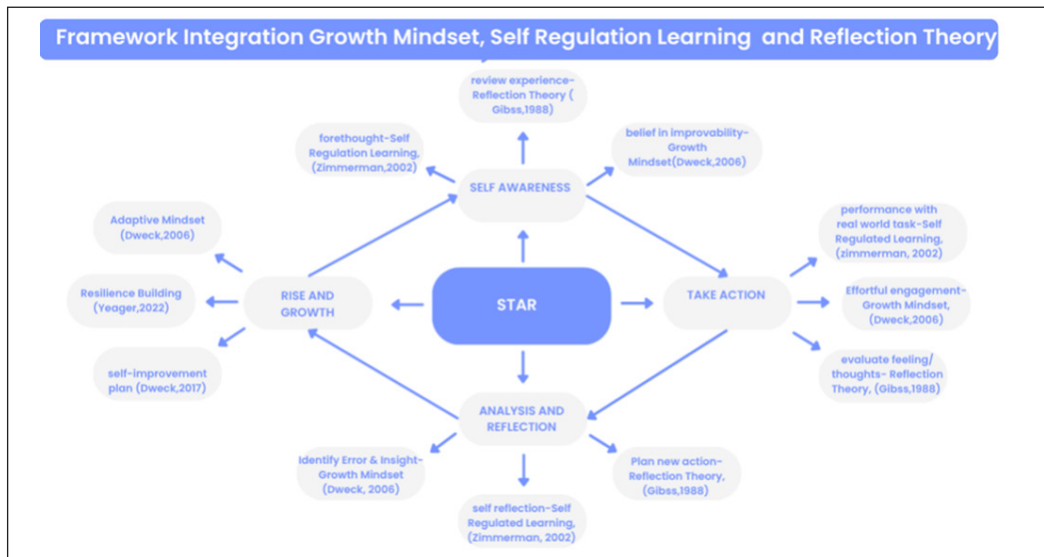 Framework Integration Growth Mindset, Self Regulation Learning and Reflection Theory
review experience-
Reflection Theory (
Gibss,1988)
forethought-Self
Regulation Learning,
(Zimmerman,2002)
belief in improvability-
Growth
Mindset(Dweck,2006)
SELF AWARENESS
Adaptive Mindset
(Dweck,2006)
performance with
real world task-Self
Regulated Learning,
(zimmerman, 2002)
Resilience Building
(Yeager,2022)
RISE AND
GROWTH
STAR
TAKE ACTION
Effortful engagement-
Growth Mindset,
(Dweck,2006)
self-improvement
plan (Dweck,2017)
evaluate feeling/
thoughts- Reflection
Theory, (Gibss,1988)
ANALYSIS AND
REFLECTION
Identify Error & Insight-
Growth Mindset
(Dweck, 2006)
Plan new action-
Reflection Theory,
(Gibss,1988)
self reflection-Self
Regulated Learning,
(Zimmerman, 2002)